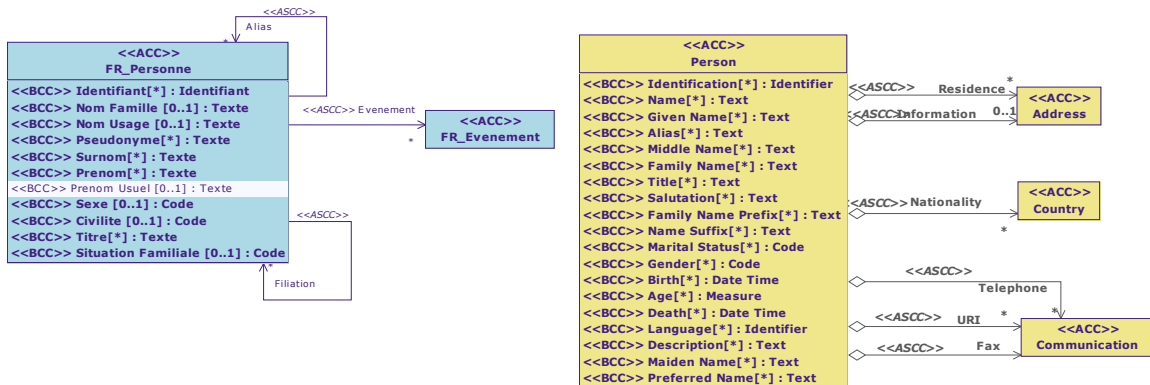 <<ASCC>>
Alias
*
<<ACC>>
FR_Personne
<<BCC>> Identifiant[*] : Identifiant
<<BCC>> Nom Famille [0..1] : Texte
<<BCC>> Nom Usage [0..1] : Texte
<<BCC>> Pseudonyme[*] : Texte
<<BCC>> Surnom[*] : Texte
<<BCC>> Prenom[*] : Texte
<<BCC>> Prenom Usuel [0..1] : Texte
<<BCC>> Sexe [0..1] : Code
<<BCC>> Civilite [0..1] : Code
<<BCC>> Titre[*] : Texte
<<BCC>> Situation Familiale [0..1] : Code
<<ASCC>> Evenement
*
<<ACC>>
FR_Evenement
<<ASCC>>
*
Filiation
<<ACC>>
Person
<<BCC>> Identification[*] : Identifier
<<BCC>> Name[*] : Text
<<BCC>> Given Name[*] : Text
<<BCC>> Alias[*] : Text
<<BCC>> Middle Name[*] : Text
<<BCC>> Family Name[*] : Text
<<BCC>> Title[*] : Text
<<BCC>> Salutation[*] : Text
<<BCC>> Family Name Prefix[*] : Text
<<BCC>> Name Suffix[*] : Text
<<BCC>> Marital Status[*] : Code
<<BCC>> Gender[*] : Code
<<BCC>> Birth[*] : Date Time
<<BCC>> Age[*] : Measure
<<BCC>> Death[*] : Date Time
<<BCC>> Language[*] : Identifier
<<BCC>> Description[*] : Text
<<BCC>> Maiden Name[*] : Text
<<BCC>> Preferred Name[*] : Text
<<ASCC>> Residence *
<<ASCC>> Information 0..1
<<ACC>>
Address
<<ASCC>> Nationality
*
<<ACC>>
Country
<<ASCC>>
Telephone
*
<<ASCC>> URI *
<<ASCC>> Fax
<<ACC>>
Communication